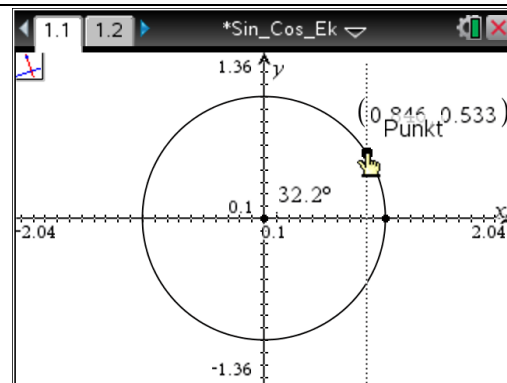 1.1 1.2 *Sin_Cos_Ek
1.36 y
(0.846, 0.533)
Punkt
32.2°
0.1 x
-2.04 0.1 2.04
-1.36